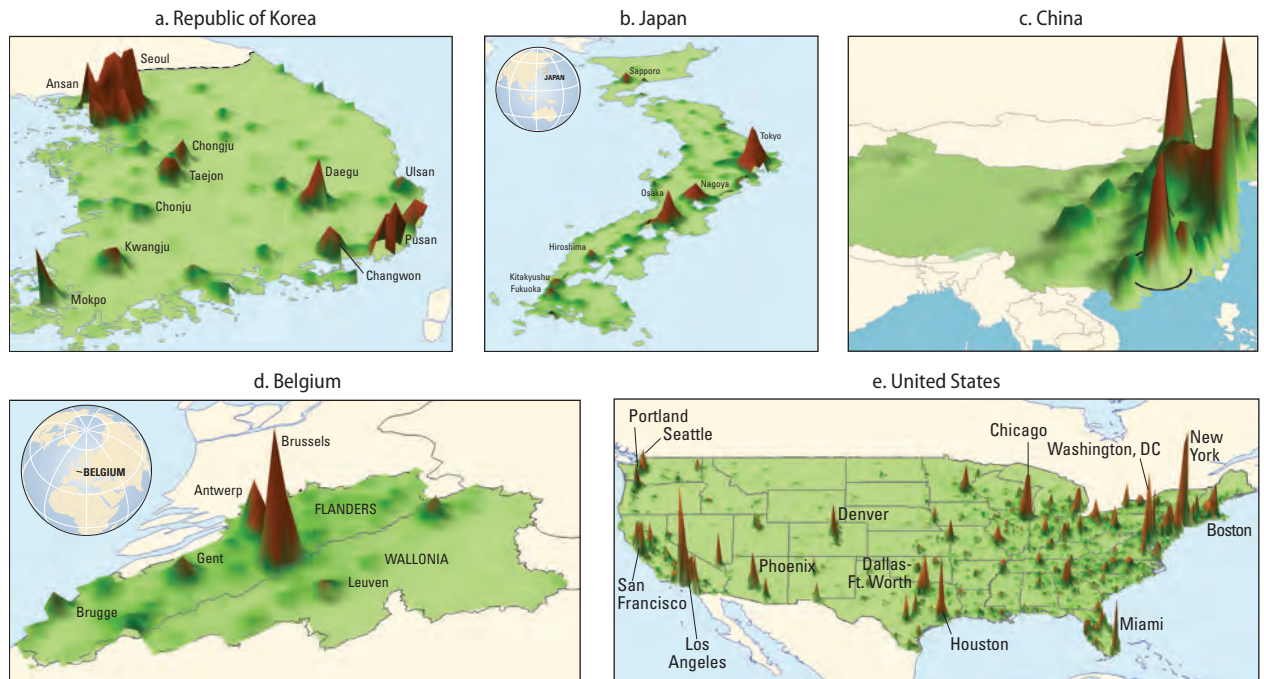 a. Republic of Korea
Seoul
Ansan
Chongju
Taejon
Daegu
Ulsan
Chonju
Kwangju
Pusan
Changwon
Mokpo
b. Japan
JAPAN
Sapporo
Tokyo
Nagoya
Osaka
Hiroshima
Kitakyushu
Fukuoka
c. China
d. Belgium
BELGIUM
Brussels
Antwerp
FLANDERS
Gent
WALLONIA
Leuven
Brugge
e. United States
Portland
Seattle
Chicago
Washington, DC
New
York
Denver
Boston
Phoenix
Dallas-
Ft. Worth
San
Francisco
Los
Angeles
Houston
Miami